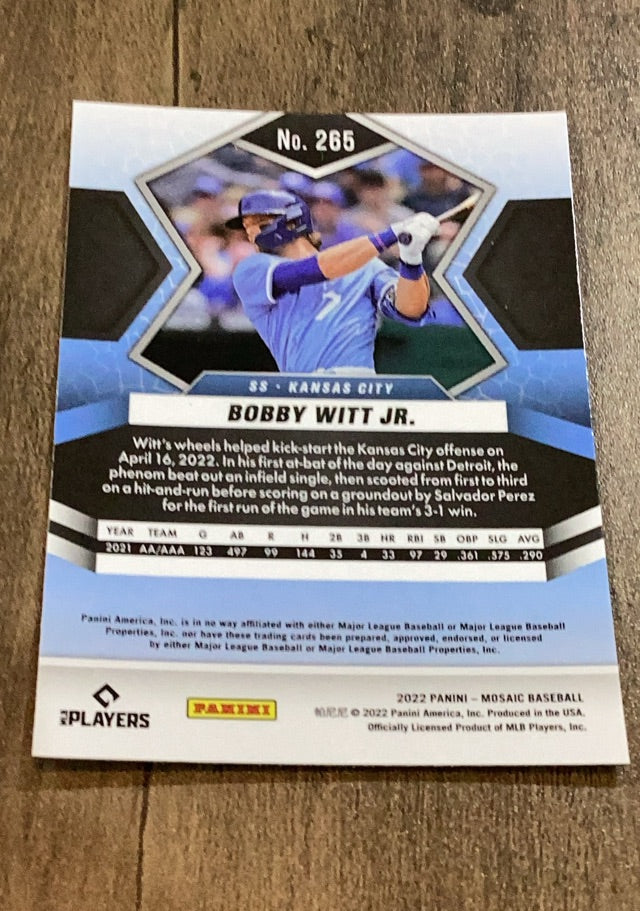 No. 265
7
SS · KANSAS CITY
BOBBY WITT JR.
Witt's wheels helped kick-start the Kansas City offense on
April 16, 2022. In his first at-bat of the day against Detroit, the
phenom beat out an infield single, then scooted from first to third
on a hit-and-run before scoring on a groundout by Salvador Perez
for the first run of the game in his team's 3-1 win.
YEAR TEAM G AB R H 2B 3B HR RBI SB OBP SLG AVG
2021 AA/AAA 123 497 99 144 35 4 33 97 29 .361 .575 .290
Panini America, Inc. is in no way affiliated with either Major League Baseball or Major League Baseball
Properties, Inc. nor have these trading cards been prepared, approved, endorsed, or licensed
by either Major League Baseball or Major League Baseball Properties, Inc.
MLB PLAYERS
PANINI
2022 PANINI – MOSAIC BASEBALL
帕尼尼 © 2022 Panini America, Inc. Produced in the USA.
Officially Licensed Product of MLB Players, Inc.